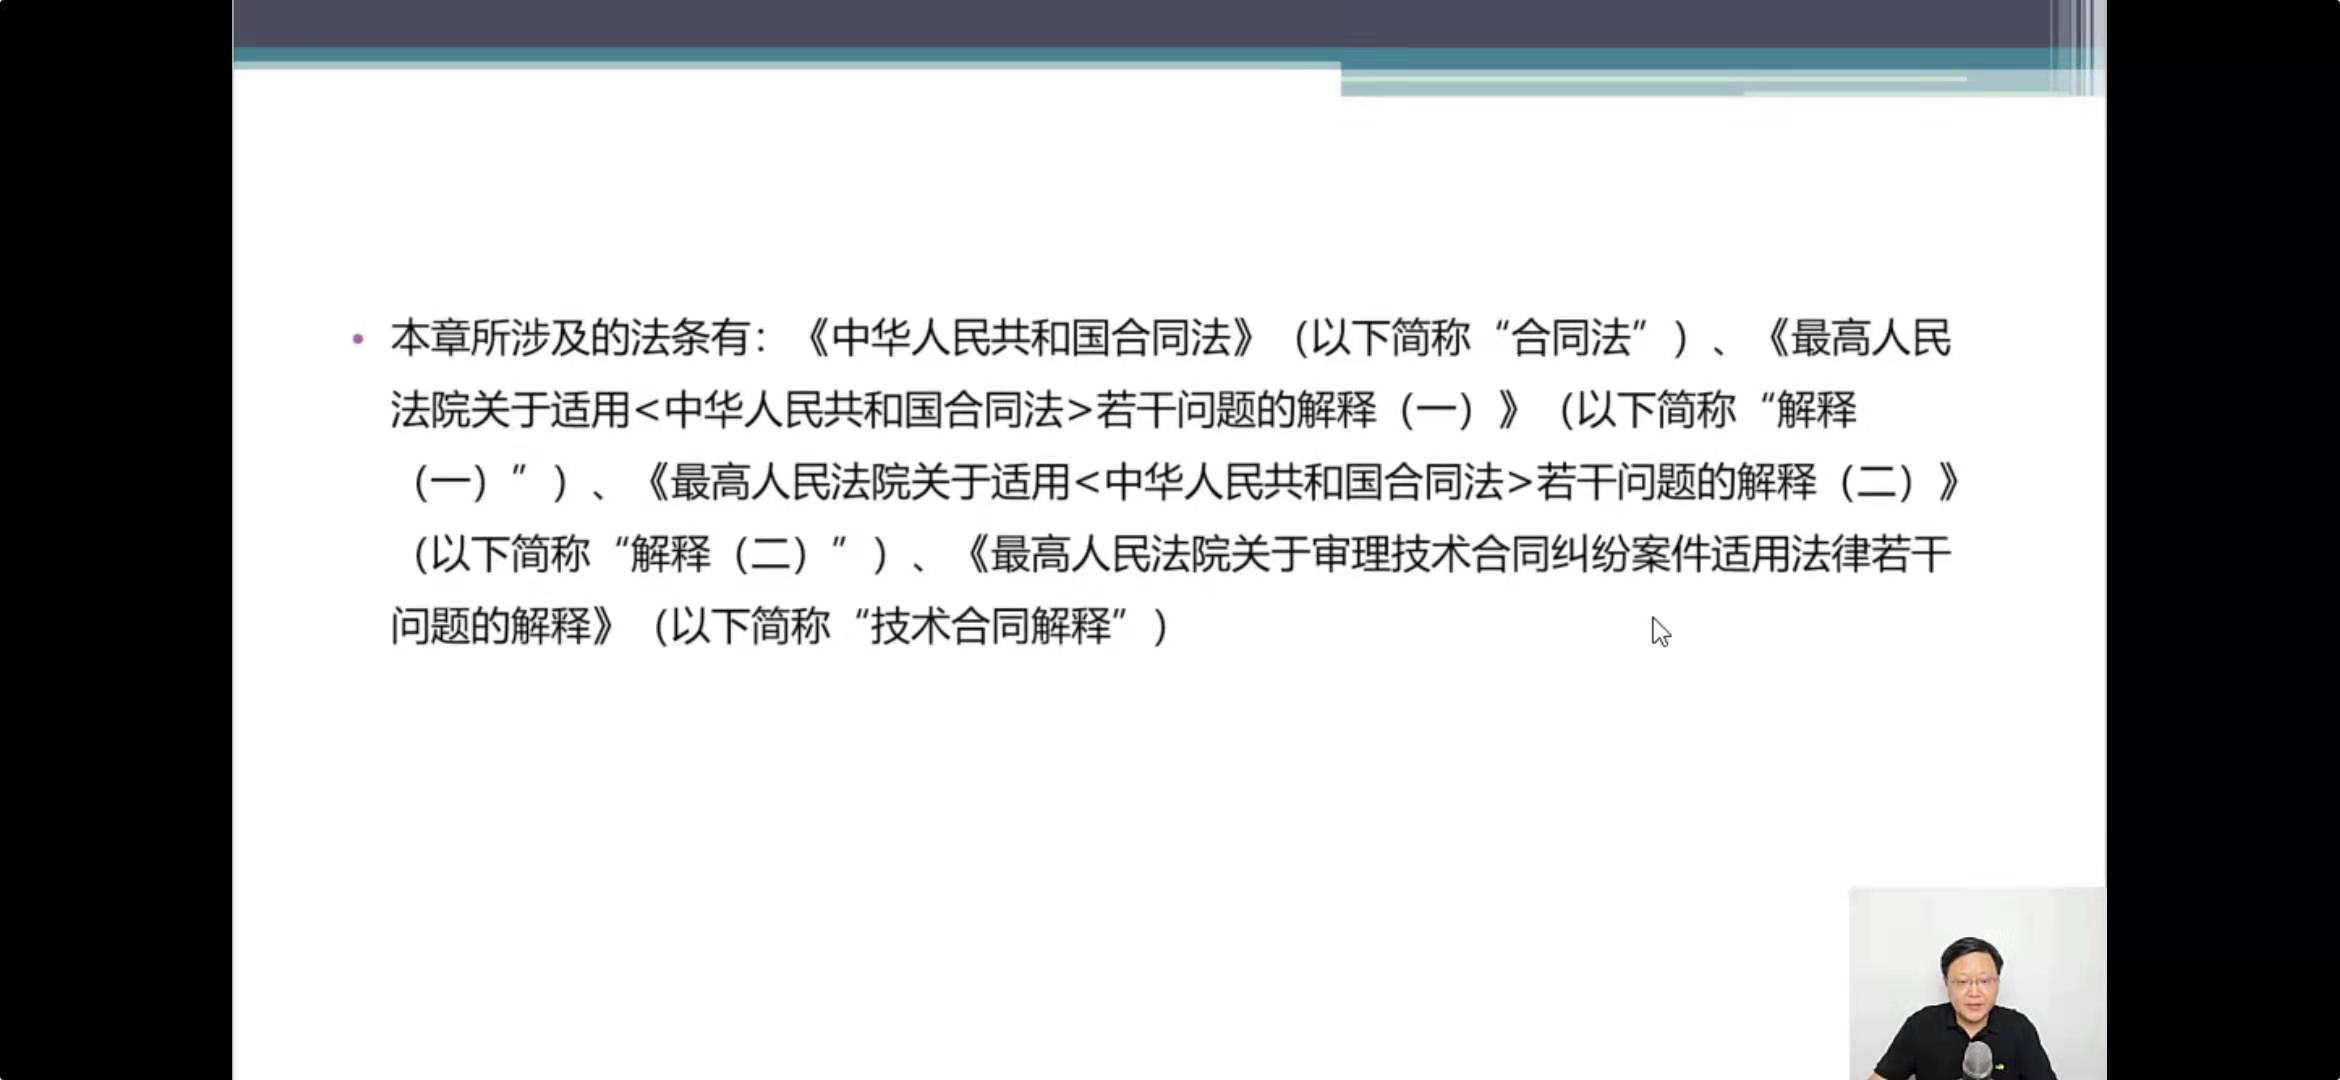 本章所涉及的法条有：《中华人民共和国合同法》（以下简称“合同法”）、《最高人民
法院关于适用<中华人民共和国合同法>若干问题的解释（一）》（以下简称“解释
（一）”）、《最高人民法院关于适用<中华人民共和国合同法>若干问题的解释（二）》
（以下简称“解释（二）”）、《最高人民法院关于审理技术合同纠纷案件适用法律若干
问题的解释》（以下简称“技术合同解释”）